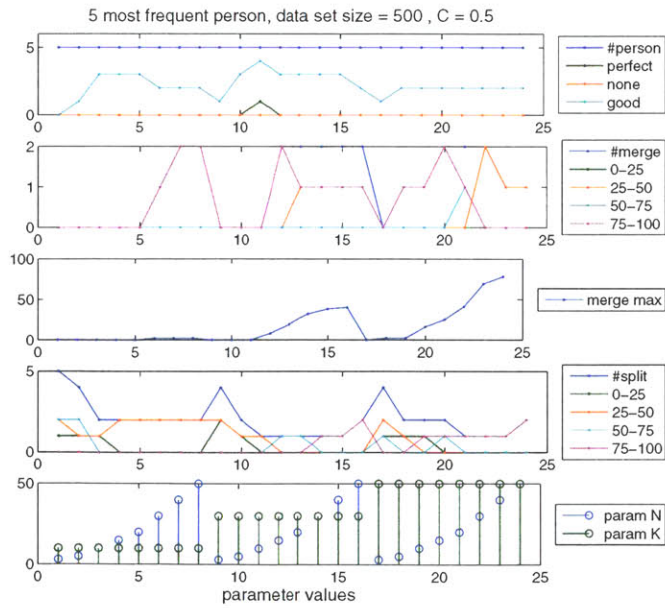 5 most frequent person, data set size = 500 , C = 0.5
5
0
0 5 10 15 20 25
#person
perfect
none
good
2
1
0
0 5 10 15 20 25
#merge
0-25
25-50
50-75
75-100
100
50
0
0 5 10 15 20 25
merge max
5
0
0 5 10 15 20 25
#split
0-25
25-50
50-75
75-100
50
0
0 5 10 15 20 25
param N
param K
parameter values